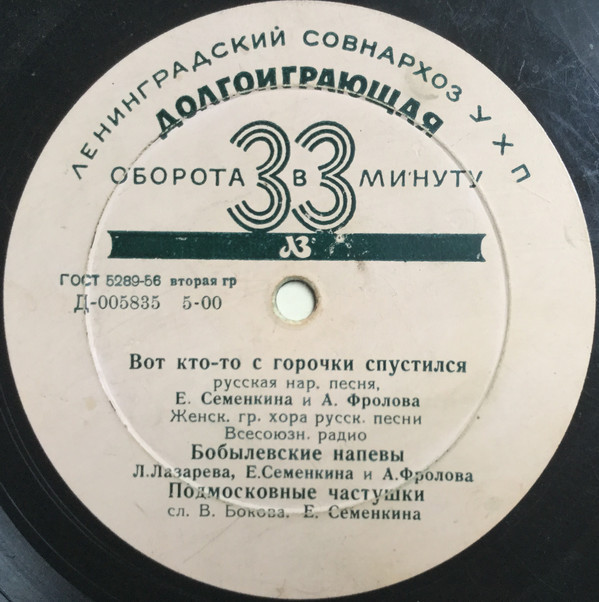 ЛЕНИНГРАДСКИЙ СОВНАРХОЗ УХП
ДОЛГОИГРАЮЩАЯ
ОБОРОТА 33 В МИНУТУ
ЛЗ
ГОСТ 5289-56 вторая гр
Д-005835 5-00
Вот кто-то с горочки спустился
русская нар. песня,
Е. Семенкина и А. Фролова
Женск. гр. хора русск. песни
Всесоюзн. радио
Бобылевские напевы
Л.Лазарева, Е.Семенкина и А.Фролова
Подмосковные частушки
сл. В. Бокова. Е. Семенкина